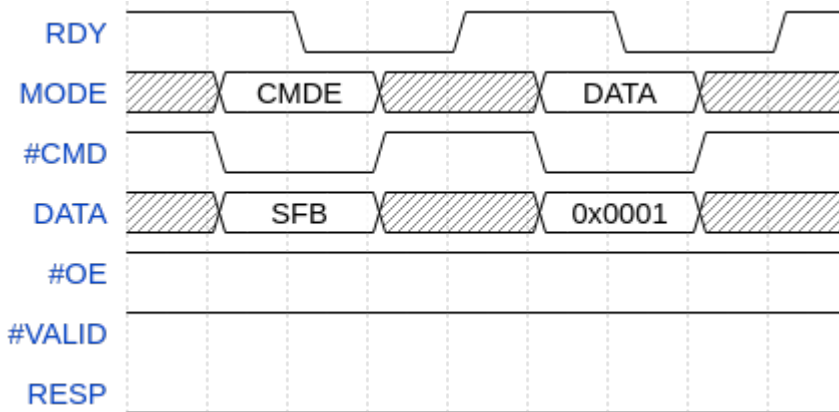 RDY
MODE CMDE DATA
#CMD
DATA SFB 0x0001
#OE
#VALID
RESP